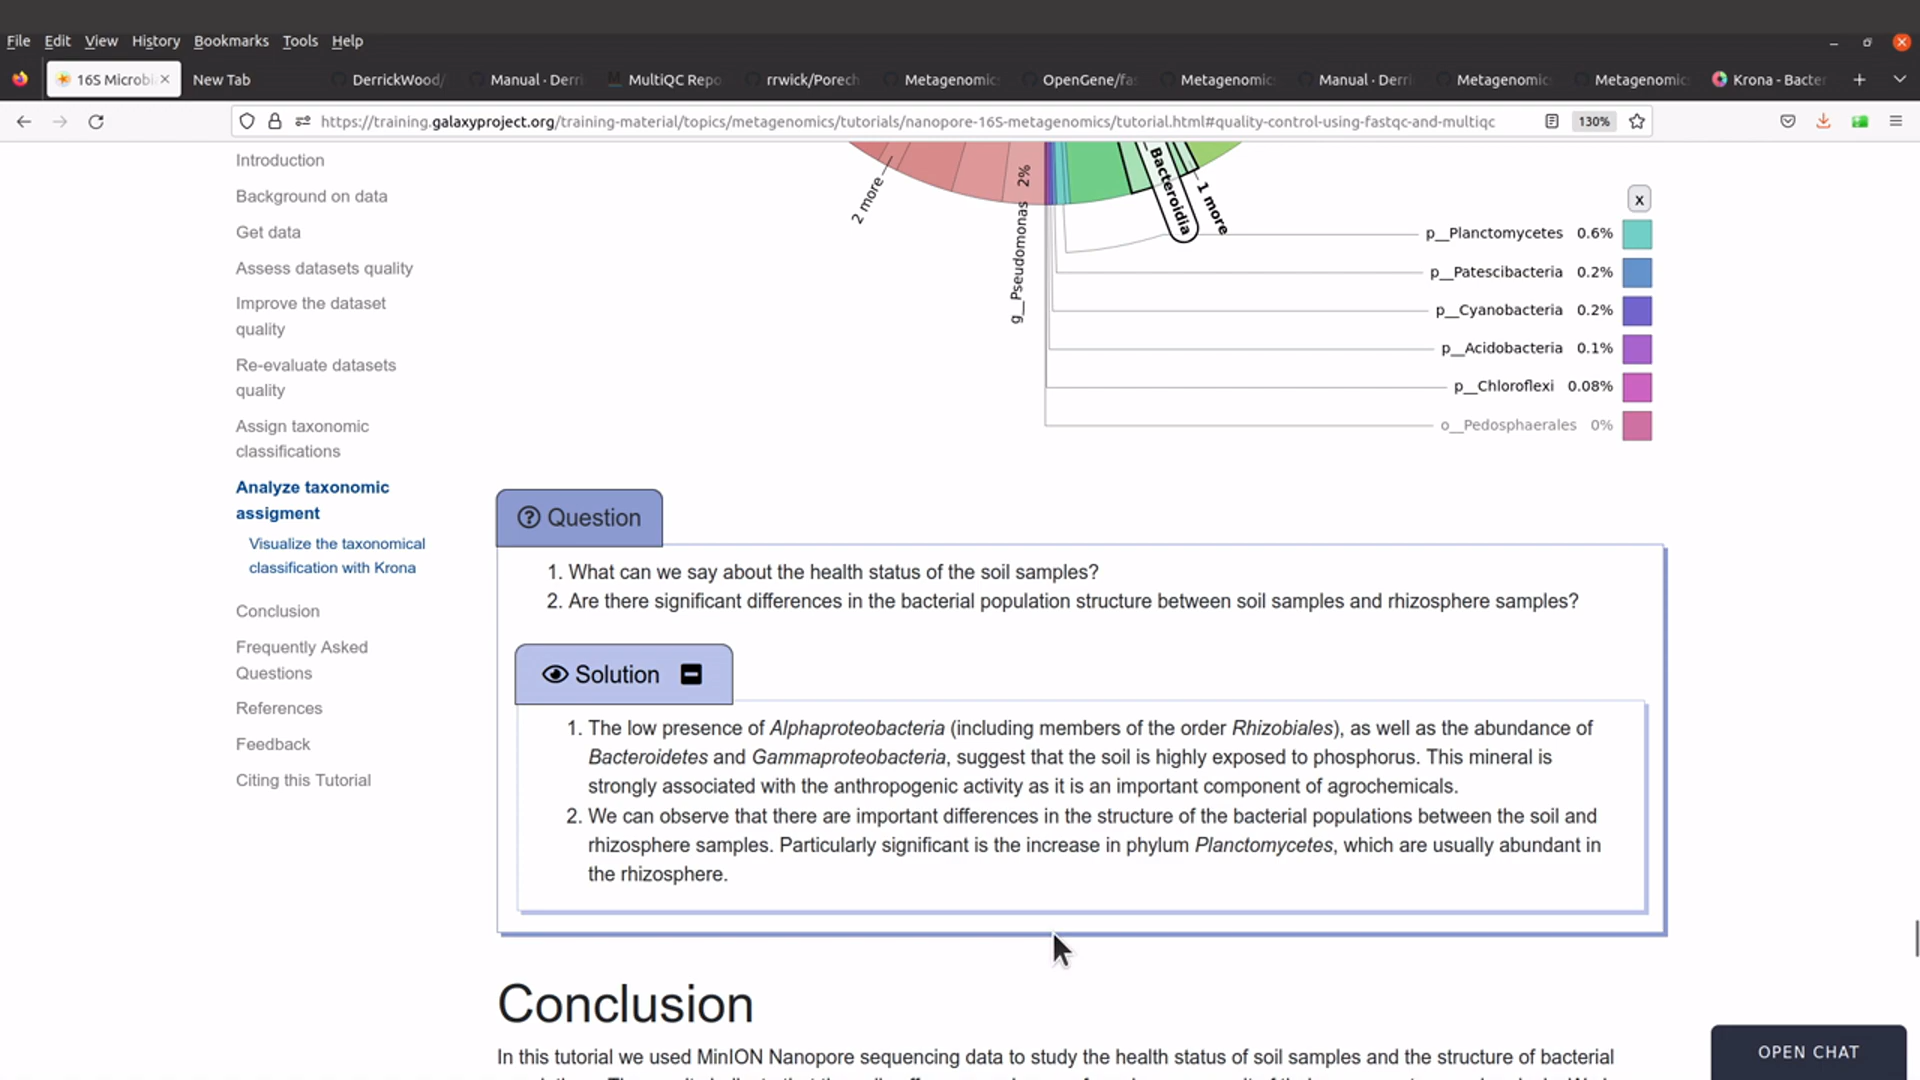 File Edit View History Bookmarks Tools Help
16S Microbi
New Tab
DerrickWood/
Manual · Derri
MultiQC Repo
rrwick/Porech
Metagenomic
OpenGene/fas
Metagenomic
Manual · Derri
Metagenomic
Metagenomic
Krona - Bacter
https://training.galaxyproject.org/training-material/topics/metagenomics/tutorials/nanopore-16S-metagenomics/tutorial.html#quality-control-using-fastqc-and-multiqc
130%
Introduction
Background on data
Get data
Assess datasets quality
Improve the dataset
quality
Re-evaluate datasets
quality
Assign taxonomic
classifications
Analyze taxonomic
assigment
Visualize the taxonomical
classification with Krona
Conclusion
Frequently Asked
Questions
References
Feedback
Citing this Tutorial
2 more
g__Pseudomonas 2%
Bacteroidia
1 more
x
p__Planctomycetes 0.6%
p__Patescibacteria 0.2%
p__Cyanobacteria 0.2%
p__Acidobacteria 0.1%
p__Chloroflexi 0.08%
o__Pedosphaerales 0%
Question
1. What can we say about the health status of the soil samples?
2. Are there significant differences in the bacterial population structure between soil samples and rhizosphere samples?
Solution
1. The low presence of Alphaproteobacteria (including members of the order Rhizobiales), as well as the abundance of
Bacteroidetes and Gammaproteobacteria, suggest that the soil is highly exposed to phosphorus. This mineral is
strongly associated with the anthropogenic activity as it is an important component of agrochemicals.
2. We can observe that there are important differences in the structure of the bacterial populations between the soil and
rhizosphere samples. Particularly significant is the increase in phylum Planctomycetes, which are usually abundant in
the rhizosphere.
Conclusion
In this tutorial we used MinION Nanopore sequencing data to study the health status of soil samples and the structure of bacterial
OPEN CHAT